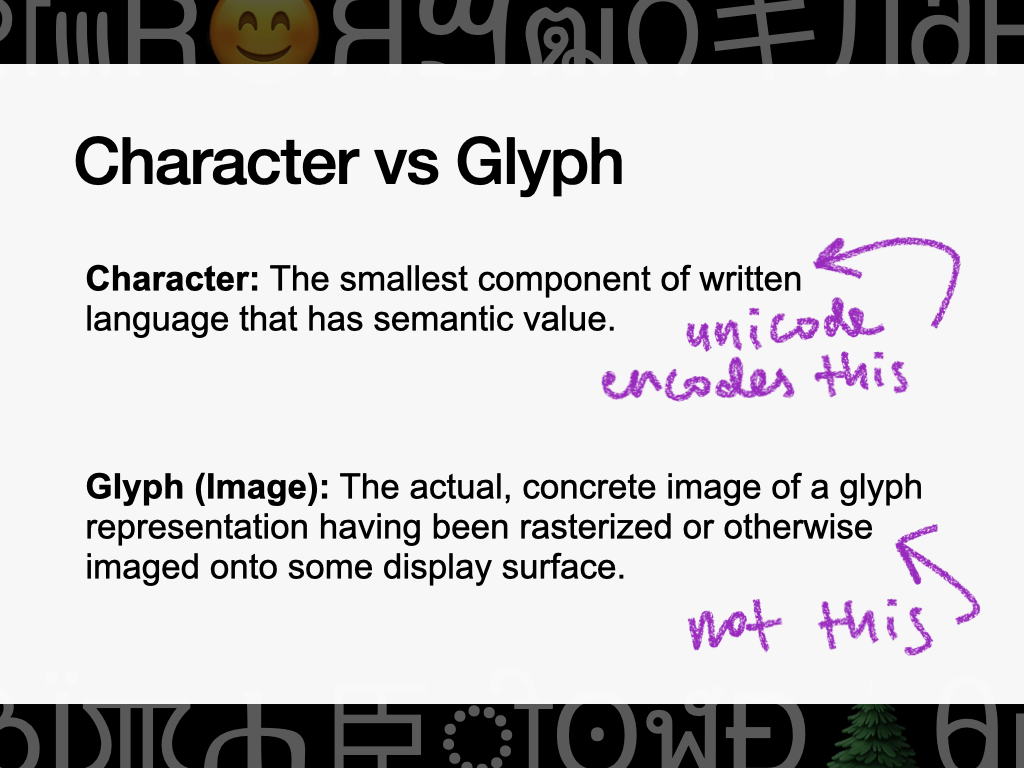 Character vs Glyph
Character: The smallest component of written
language that has semantic value.
unicode
encodes this
Glyph (Image): The actual, concrete image of a glyph
representation having been rasterized or otherwise
imaged onto some display surface.
not this